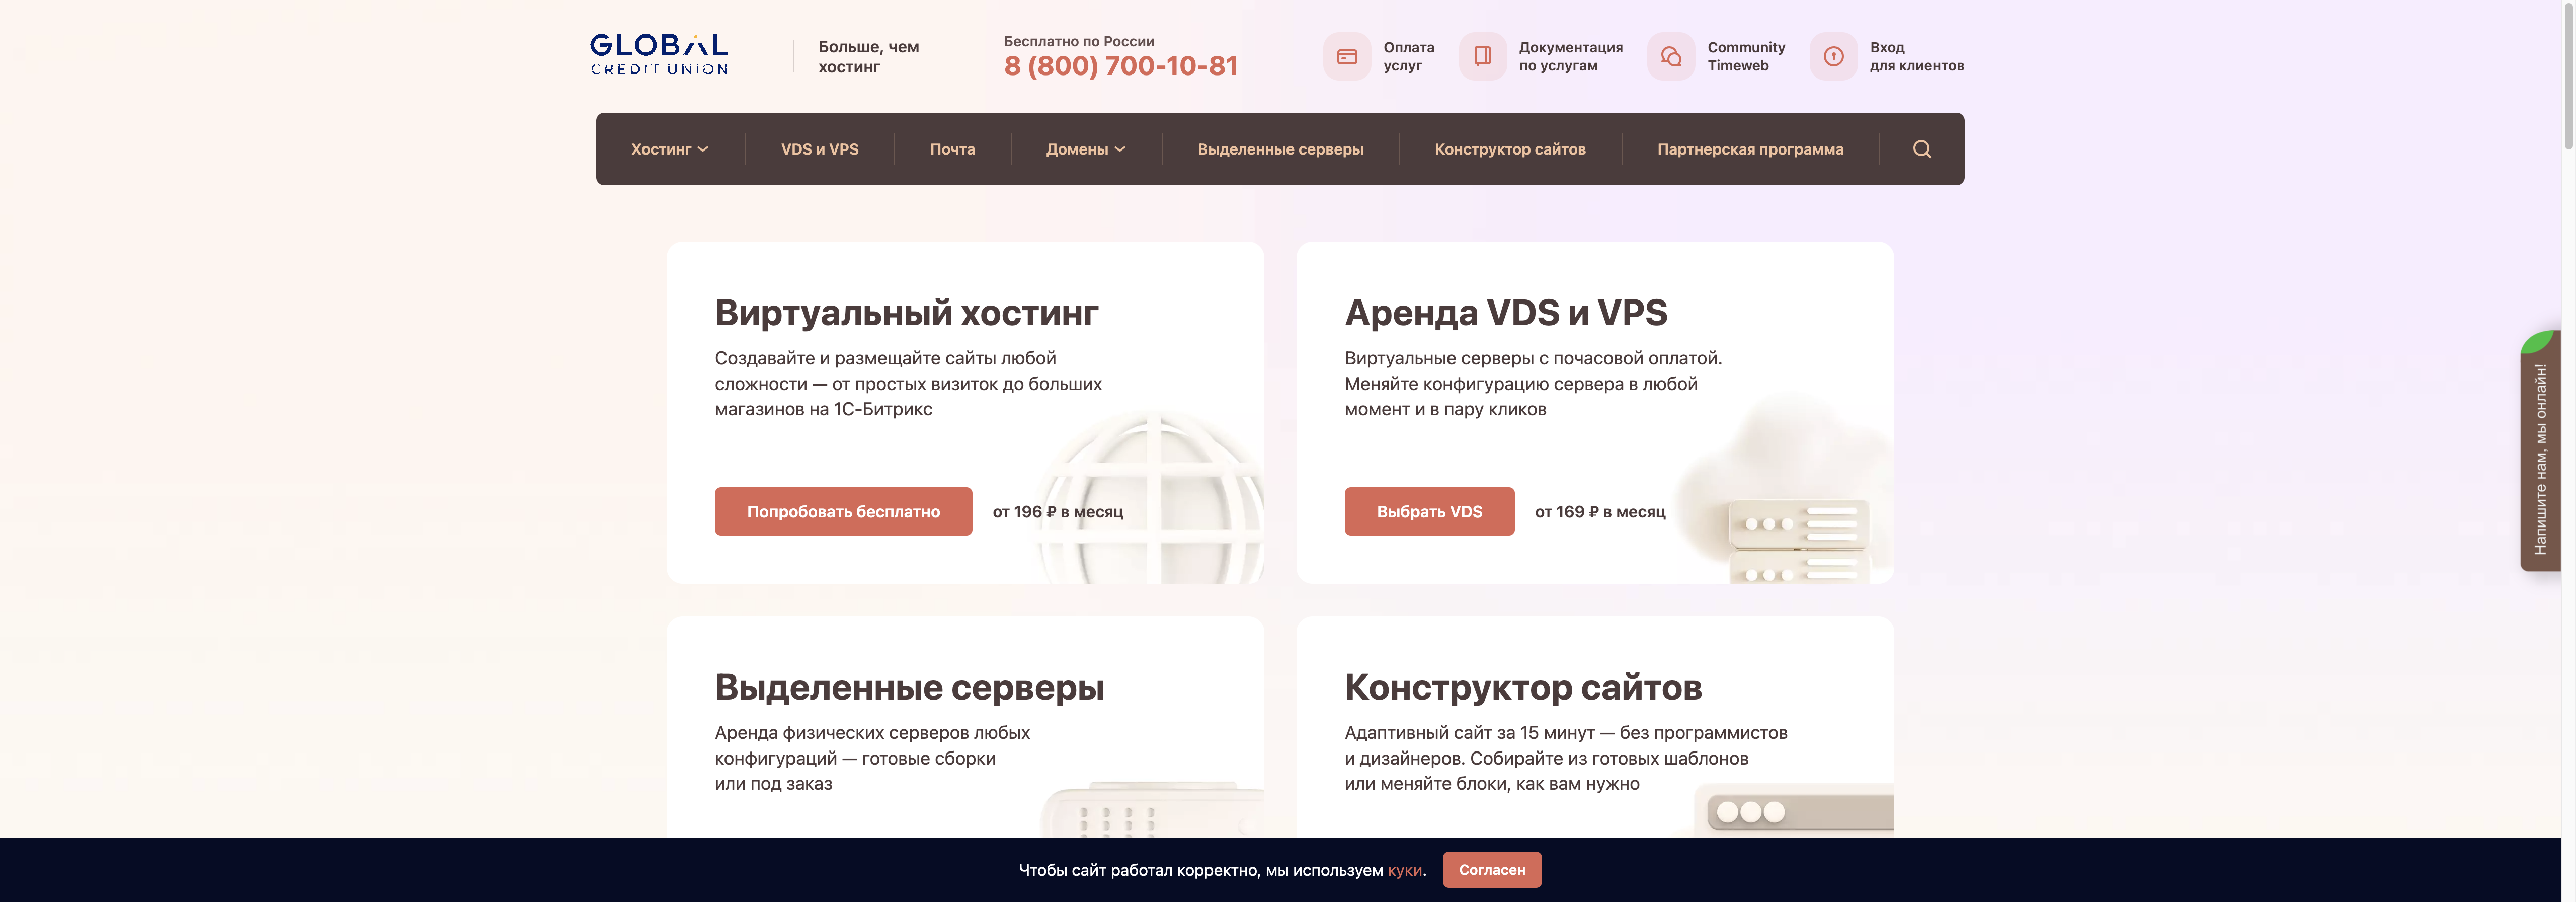 GLOBAL
CREDIT UNION
Больше, чем
хостинг
Бесплатно по России
8 (800) 700-10-81
Оплата
услуг
Документация
по услугам
Community
Timeweb
Вход
для клиентов
Хостинг
VDS и VPS
Почта
Домены
Выделенные серверы
Конструктор сайтов
Партнерская программа
Виртуальный хостинг
Создавайте и размещайте сайты любой
сложности — от простых визиток до больших
магазинов на 1С-Битрикс
Попробовать бесплатно
от 196 ₽ в месяц
Аренда VDS и VPS
Виртуальные серверы с почасовой оплатой.
Меняйте конфигурацию сервера в любой
момент и в пару кликов
Выбрать VDS
от 169 ₽ в месяц
Напишите нам, мы онлайн!
Выделенные серверы
Аренда физических серверов любых
конфигураций — готовые сборки
или под заказ
Конструктор сайтов
Адаптивный сайт за 15 минут — без программистов
и дизайнеров. Собирайте из готовых шаблонов
или меняйте блоки, как вам нужно
Чтобы сайт работал корректно, мы используем куки.
Согласен